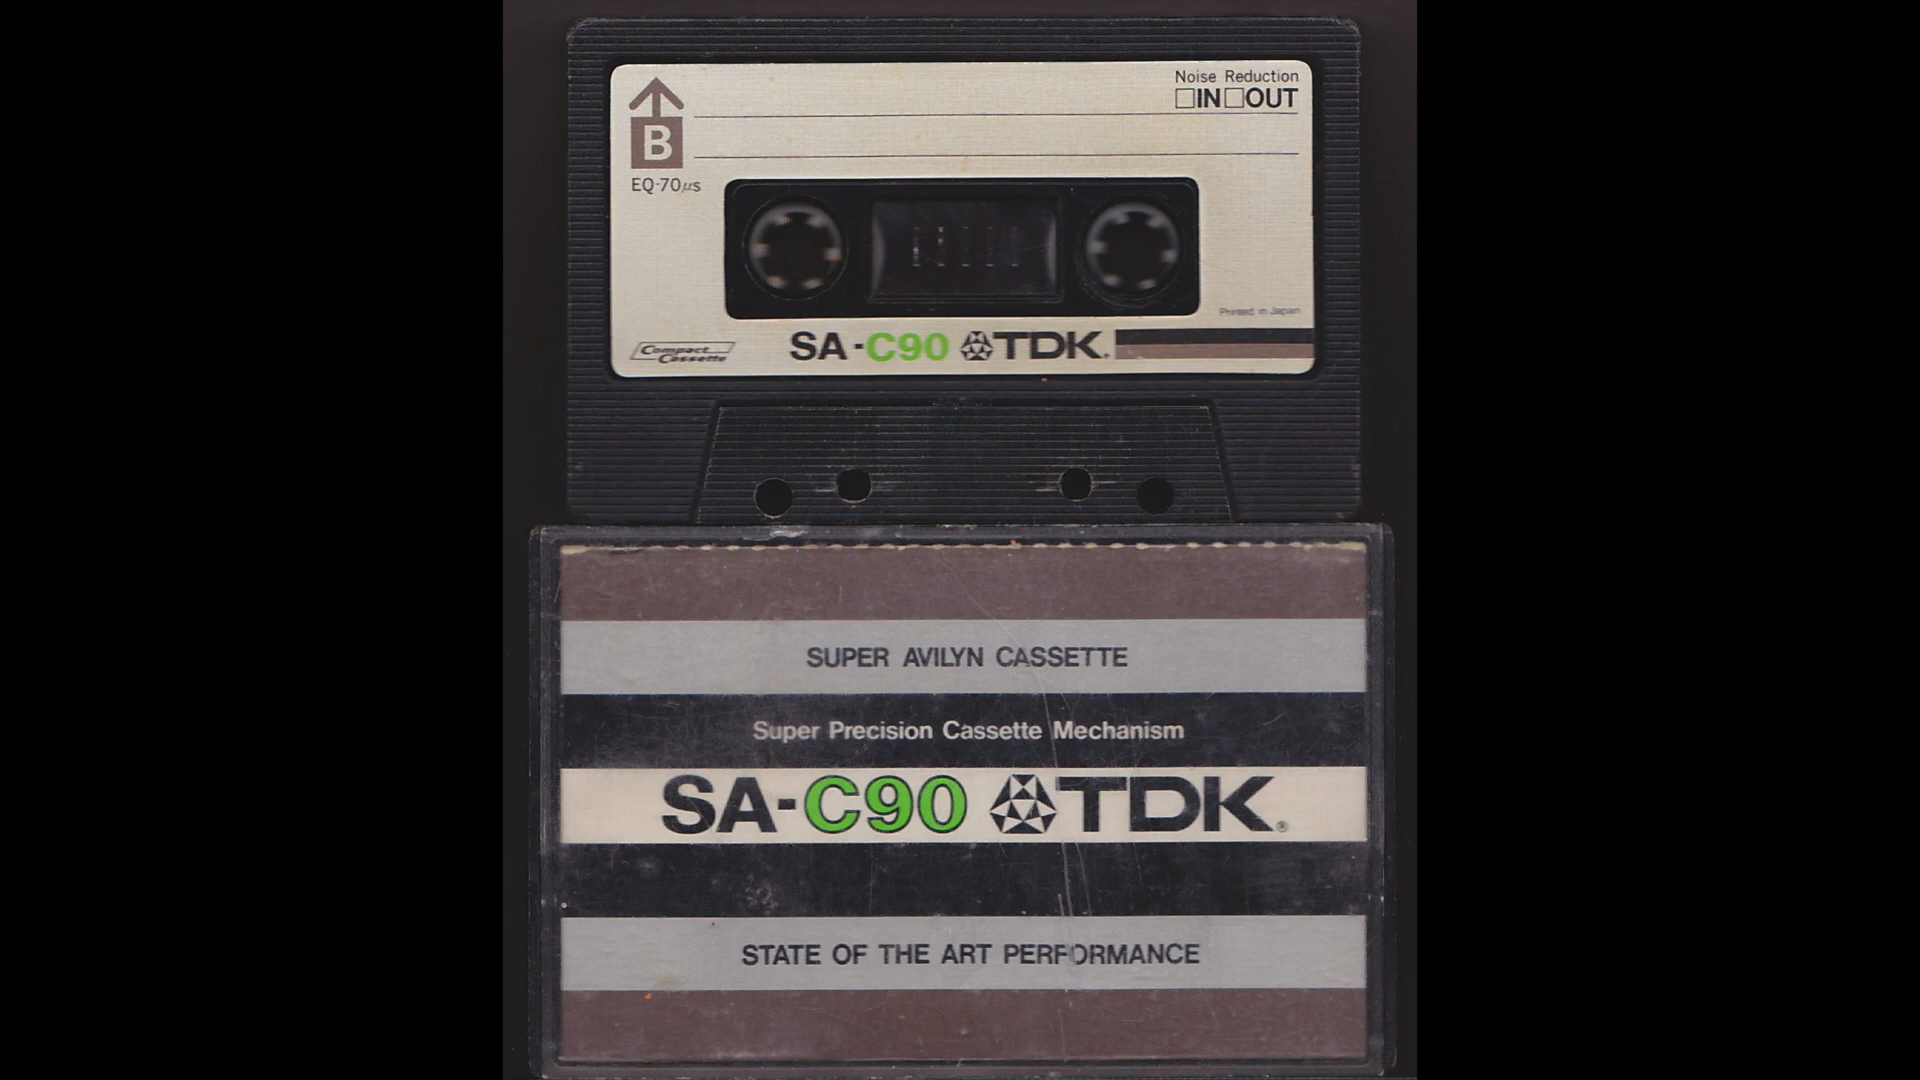 Noise Reduction
□IN□OUT
B
EQ-70μs
Printed in Japan
Compact Cassette
SA-C90 TDK.
SUPER AVILYN CASSETTE
Super Precision Cassette Mechanism
SA-C90 TDK®
STATE OF THE ART PERFORMANCE